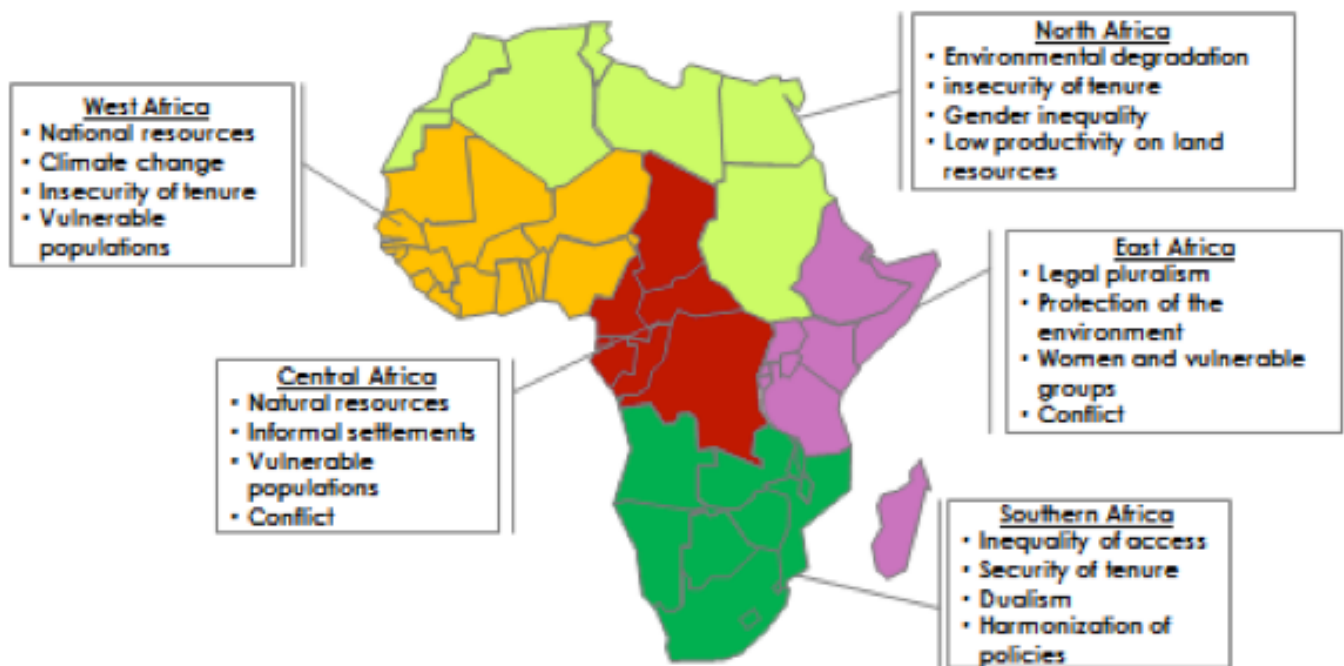 North Africa
• Environmental degradation
• insecurity of tenure
• Gender inequality
• Low productivity on land
resources
West Africa
• National resources
• Climate change
• Insecurity of tenure
• Vulnerable
populations
East Africa
• Legal pluralism
• Protection of the
environment
• Women and vulnerable
groups
• Conflict
Central Africa
• Natural resources
• Informal settlements
• Vulnerable
populations
• Conflict
Southern Africa
• Inequality of access
• Security of tenure
• Dualism
• Harmonization of
policies